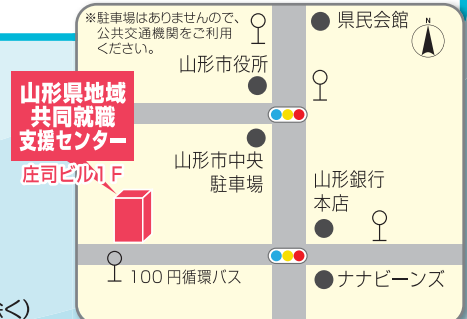 ※駐車場はありませんので、
公共交通機関をご利用
ください。
県民会館
N
山形市役所
山形県地域
共同就職
支援センター
庄司ビル1F
山形市中央
駐車場
山形銀行
本店
100円循環バス
ナナビーンズ
除く)